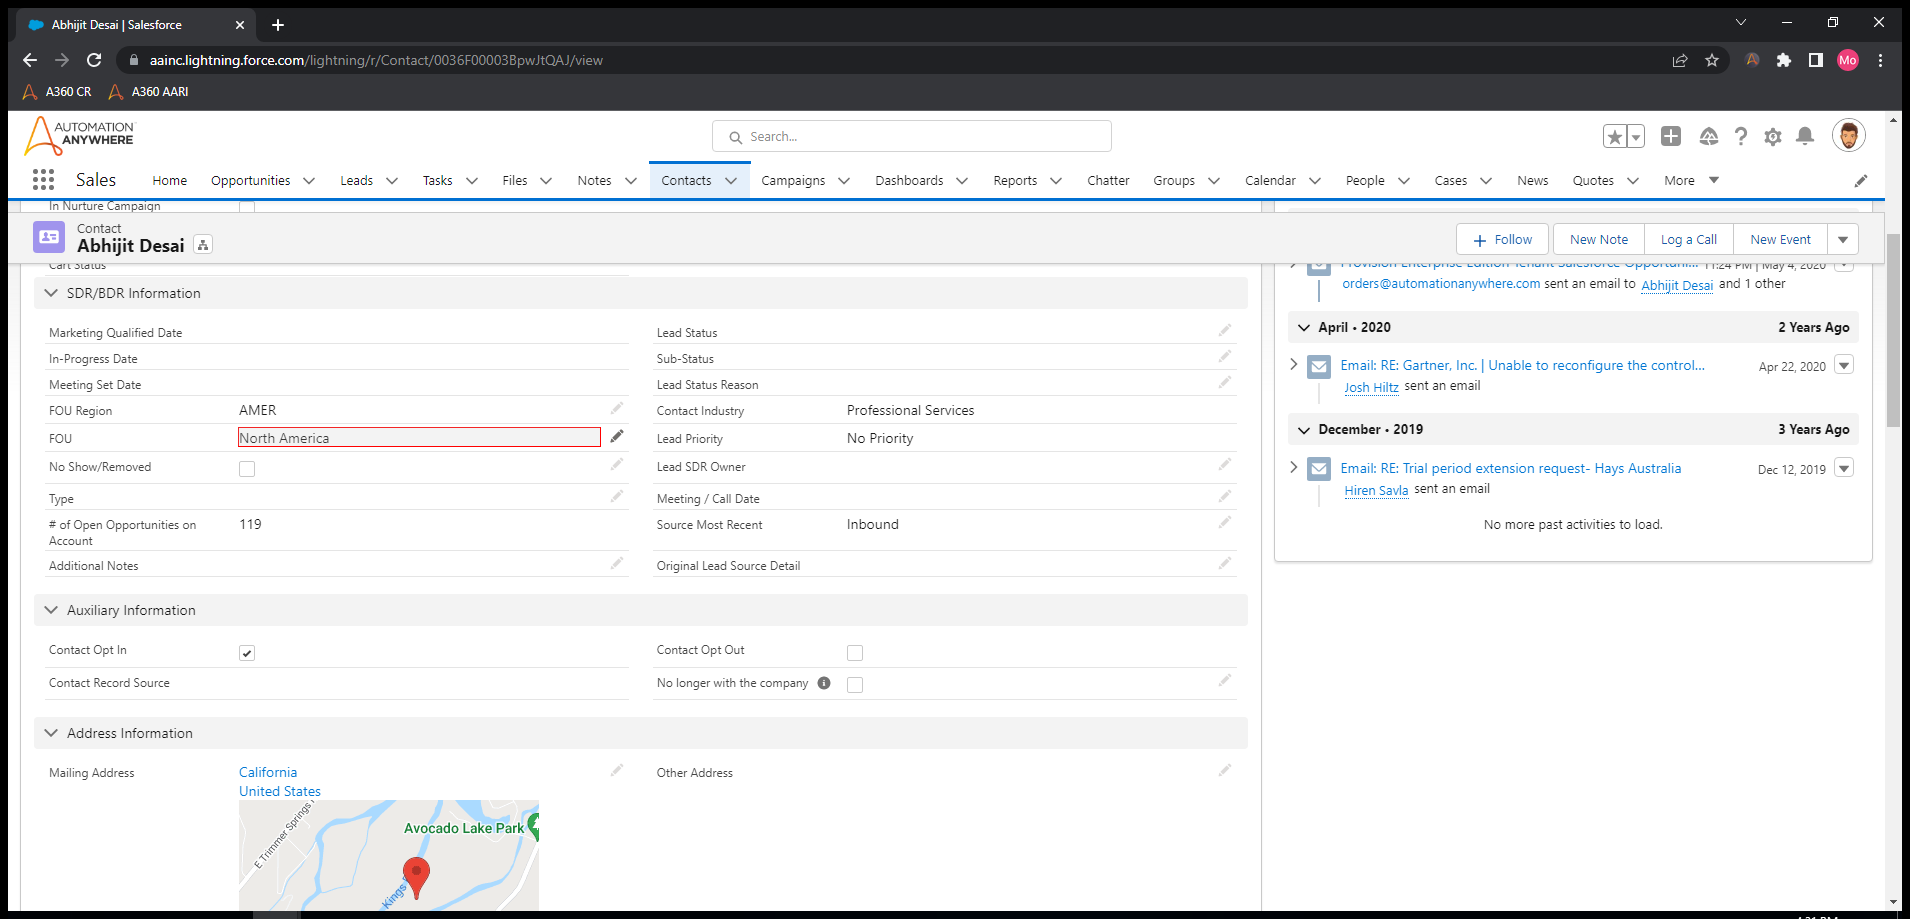 Abhijit Desai | Salesforce
aainc.lightning.force.com/lightning/r/Contact/0036F00003BpwJtQAJ/view
Mo
A360 CR
A360 AARI
AUTOMATION
ANYWHERE
Search...
Sales
Home
Opportunities
Leads
Tasks
Files
Notes
Contacts
Campaigns
Dashboards
Reports
Chatter
Groups
Calendar
People
Cases
News
Quotes
More
In Nurture Campaign
Contact
Abhijit Desai
Follow
New Note
Log a Call
New Event
Cart Status
SDR/BDR Information
Marketing Qualified Date
Lead Status
In-Progress Date
Sub-Status
Meeting Set Date
Lead Status Reason
FOU Region
AMER
Contact Industry
Professional Services
FOU
North America
Lead Priority
No Priority
No Show/Removed
Lead SDR Owner
Type
Meeting / Call Date
# of Open Opportunities on
Account
119
Source Most Recent
Inbound
Additional Notes
Original Lead Source Detail
Auxiliary Information
Contact Opt In
Contact Opt Out
Contact Record Source
No longer with the company
Address Information
Mailing Address
California
United States
Other Address
E Trimmer Springs
Avocado Lake Park
Kings
Provision Enterprise Edition Tenant Salesforce Opportuni...
11:24 PM | May 4, 2020
orders@automationanywhere.com sent an email to Abhijit Desai and 1 other
April • 2020
2 Years Ago
Email: RE: Gartner, Inc. | Unable to reconfigure the control...
Apr 22, 2020
Josh Hiltz sent an email
December • 2019
3 Years Ago
Email: RE: Trial period extension request- Hays Australia
Dec 12, 2019
Hiren Savla sent an email
No more past activities to load.